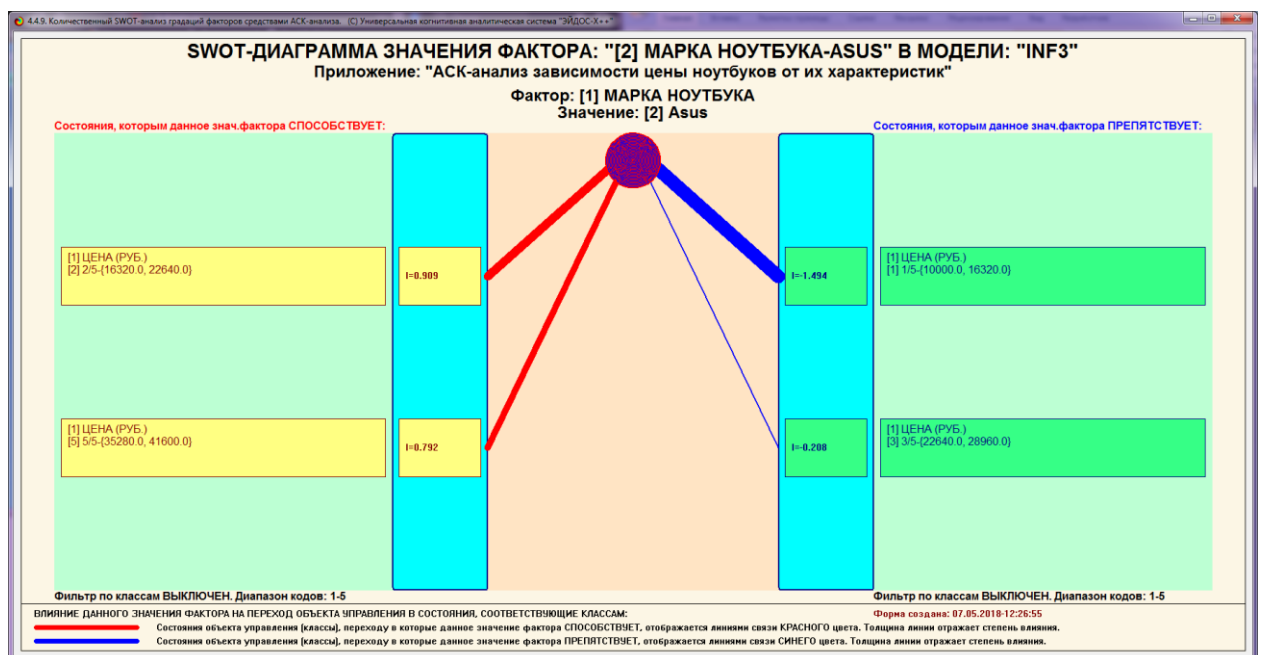 4.4.9. Количественный SWOT-анализ градаций факторов средствами АСК-анализа. (C) Универсальная когнитивная аналитическая система "ЭЙДОС-X++"
SWOT-ДИАГРАММА ЗНАЧЕНИЯ ФАКТОРА: "[2] МАРКА НОУТБУКА-ASUS" В МОДЕЛИ: "INF3"
Приложение: "АСК-анализ зависимости цены ноутбуков от их характеристик"
Фактор: [1] МАРКА НОУТБУКА
Значение: [2] Asus
Состояния, которым данное знач.фактора СПОСОБСТВУЕТ:
Состояния, которым данное знач.фактора ПРЕПЯТСТВУЕТ:
[1] ЦЕНА (РУБ.)
[2] 2/5-{16320.0, 22640.0}
I=0.909
I=-1.494
[1] ЦЕНА (РУБ.)
[1] 1/5-{10000.0, 16320.0}
[1] ЦЕНА (РУБ.)
[5] 5/5-{35280.0, 41600.0}
I=0.792
I=-0.208
[1] ЦЕНА (РУБ.)
[3] 3/5-{22640.0, 28960.0}
Фильтр по классам ВЫКЛЮЧЕН. Диапазон кодов: 1-5
Фильтр по классам ВЫКЛЮЧЕН. Диапазон кодов: 1-5
ВЛИЯНИЕ ДАННОГО ЗНАЧЕНИЯ ФАКТОРА НА ПЕРЕХОД ОБЪЕКТА УПРАВЛЕНИЯ В СОСТОЯНИЯ, СООТВЕТСТВУЮЩИЕ КЛАССАМ:
Форма создана: 07.05.2018-12:26:55
Состояния объекта управления (классы), переходу в которые данное значение фактора СПОСОБСТВУЕТ, отображается линиями связи КРАСНОГО цвета. Толщина линии отражает степень влияния.
Состояния объекта управления (классы), переходу в которые данное значение фактора ПРЕПЯТСТВУЕТ, отображается линиями связи СИНЕГО цвета. Толщина линии отражает степень влияния.